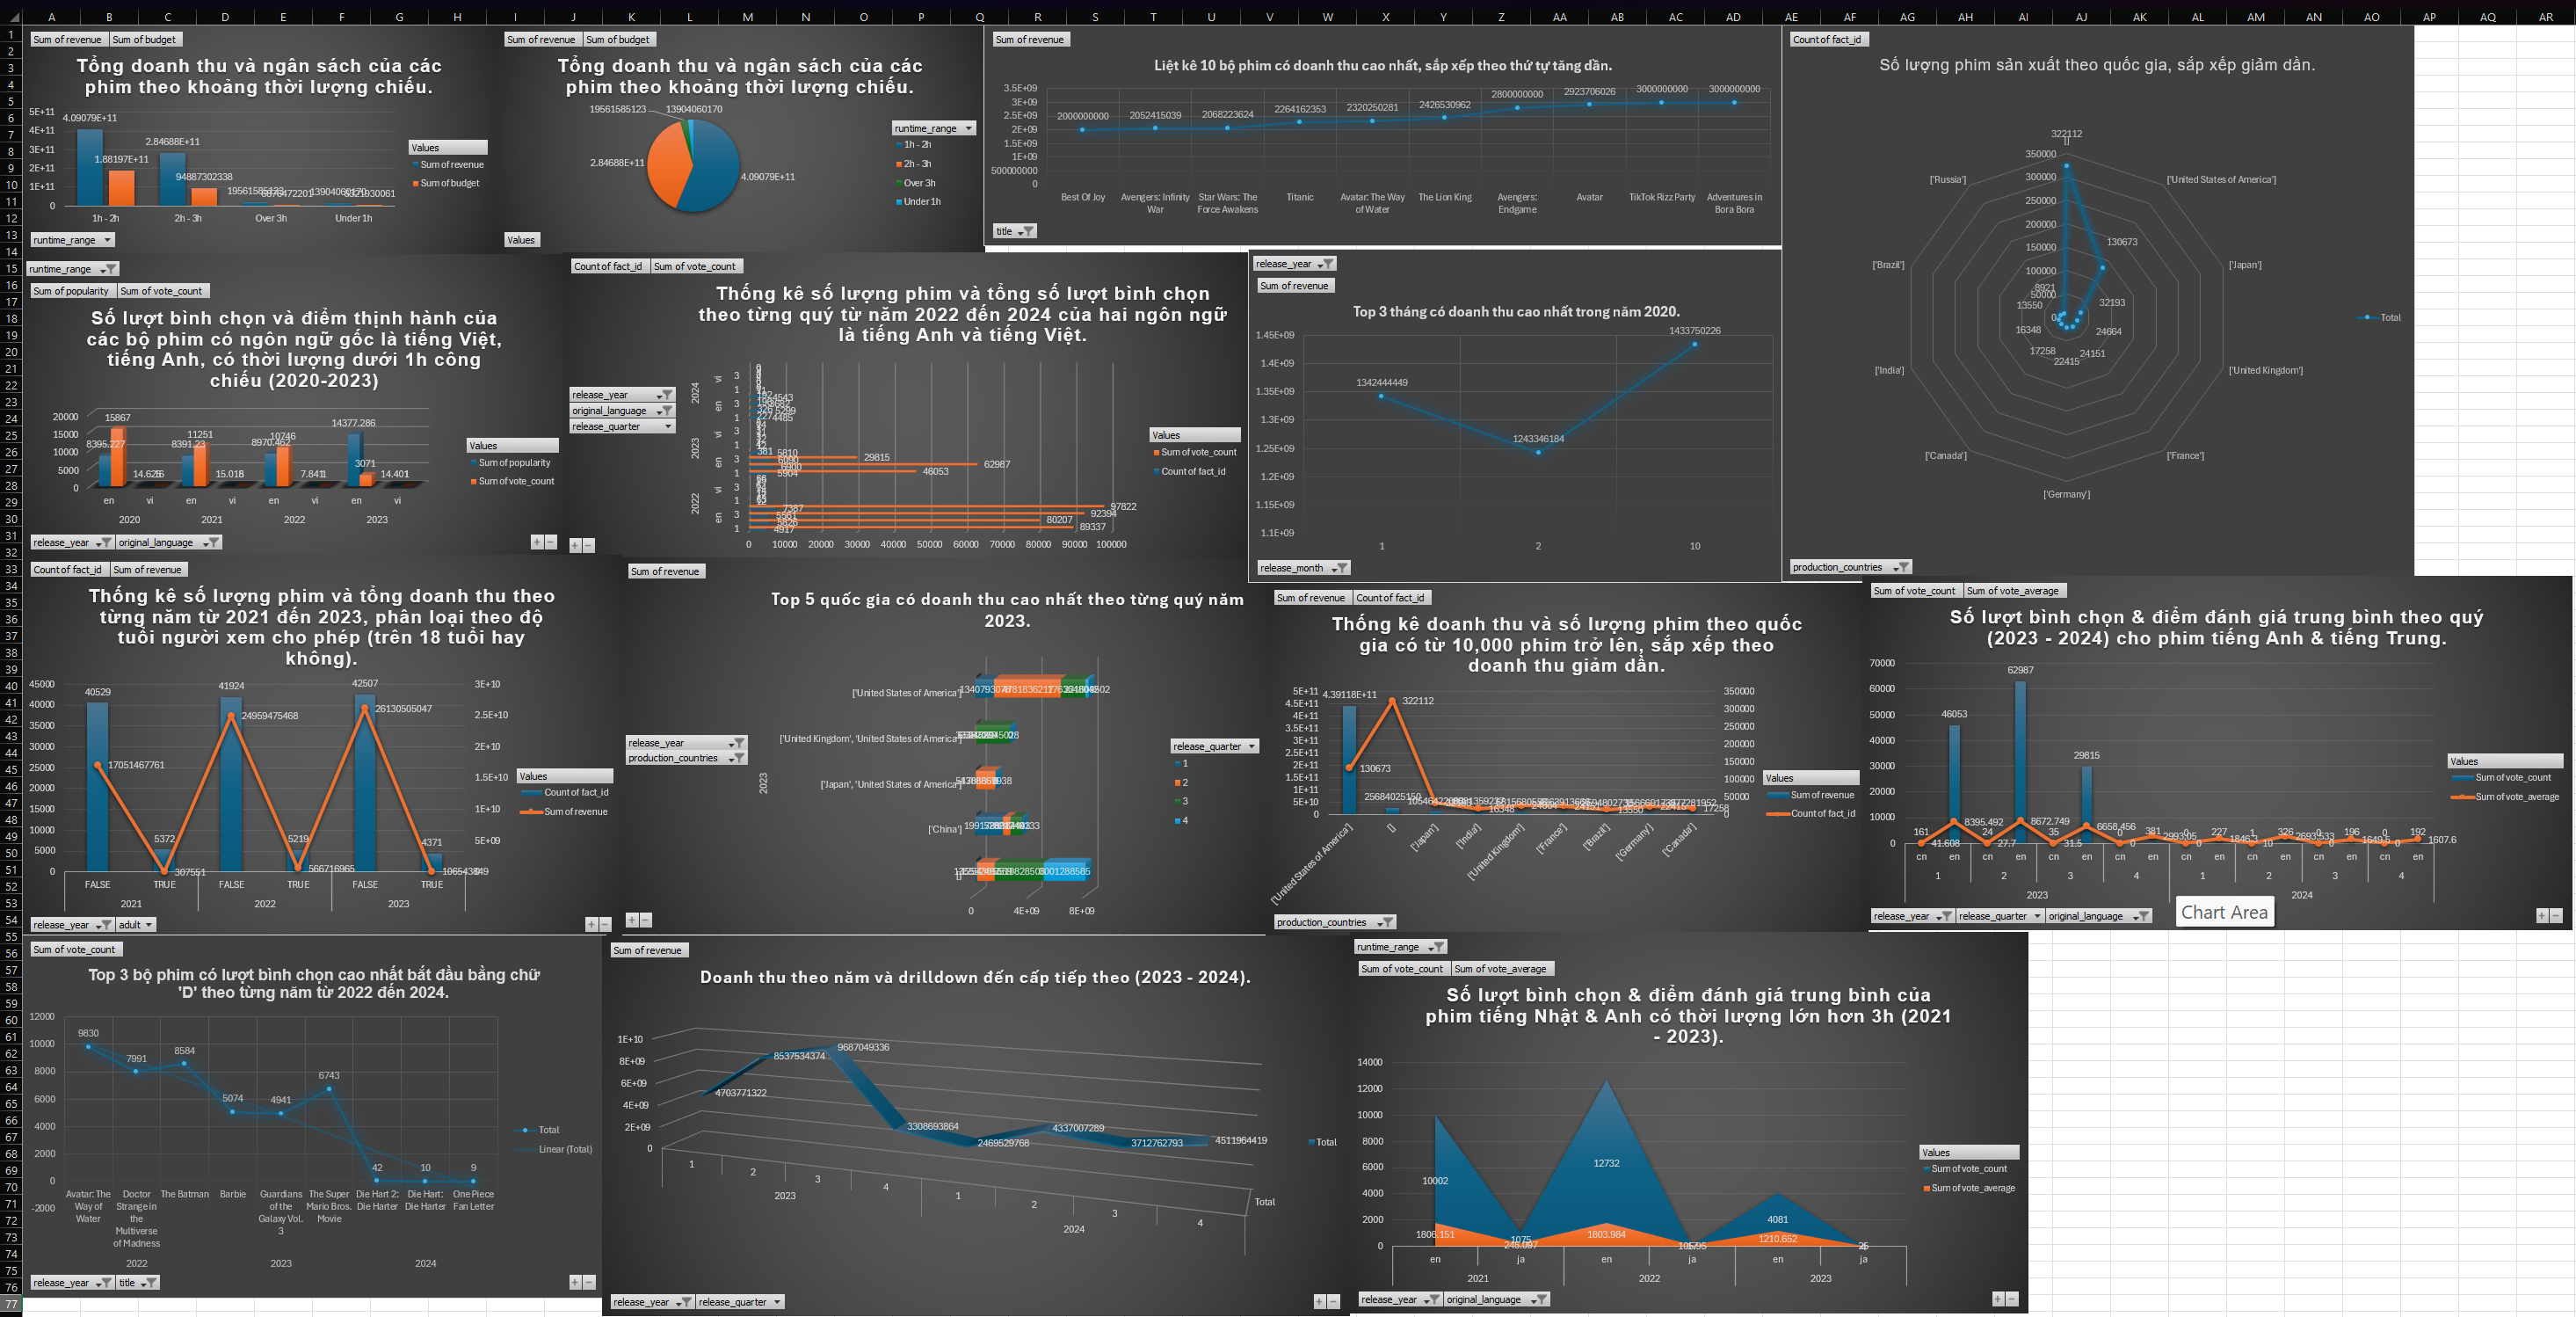 A B C D E F G H I J K L M N O P Q R S T U V W X Y Z AA AB AC AD AE AF AG AH AI AJ AK AL AM AN AO AP AQ AR
Sum of revenue Sum of budget
Tổng doanh thu và ngân sách của các
phim theo khoảng thời lượng chiếu.
5E+11
4E+11
3E+11
2E+11
1E+11
0
4.09079E+11
1.88197E+11
2.84688E+11
94887302338
1h - 2h 2h - 3h Over 3h Under 1h
Values
Sum of revenue
Sum of budget
runtime_range
Sum of revenue Sum of budget
Tổng doanh thu và ngân sách của các
phim theo khoảng thời lượng chiếu.
19561585123 13904060170
2.84688E+11
4.09079E+11
runtime_range
1h - 2h
2h - 3h
Over 3h
Under 1h
Values
Sum of revenue
Liệt kê 10 bộ phim có doanh thu cao nhất, sắp xếp theo thứ tự tăng dần.
3.5E+09
3E+09
2.5E+09
2E+09
1.5E+09
1E+09
500000000
0
2000000000 2052415039 2068223624 2264162353 2320250281 2426530962 2800000000 2923706026 3000000000 3000000000
Best Of Joy Avengers: Infinity War Star Wars: The Force Awakens Titanic Avatar: The Way of Water The Lion King Avengers: Endgame Avatar TikTok Rizz Party Adventures in Bora Bora
title
Count of fact_id
Số lượng phim sản xuất theo quốc gia, sắp xếp giảm dần.
322112
[]
350000
300000
250000
200000
150000
100000
50000
0
['United States of America']
['Japan']
['United Kingdom']
['France']
['Germany']
['Canada']
['India']
['Brazil']
['Russia']
130673
32193
24664
24151
22415
17258
16348
13550
8921
Total
production_countries
runtime_range
Sum of popularity Sum of vote_count
Số lượt bình chọn và điểm thịnh hành của
các bộ phim có ngôn ngữ gốc là tiếng Việt,
tiếng Anh, có thời lượng dưới 1h công
chiếu (2020-2023)
20000
15000
10000
5000
0
15867
8395.227
11251
8391.23
15.015
10746
8970.462
7.841
14377.286
3071
14.401
en vi en vi en vi en vi
2020 2021 2022 2023
Values
Sum of popularity
Sum of vote_count
release_year original_language
Count of fact_id Sum of vote_count
Thống kê số lượng phim và tổng số lượt bình chọn
theo từng quý từ năm 2022 đến 2024 của hai ngôn ngữ
là tiếng Anh và tiếng Việt.
release_year
original_language
release_quarter
2024
2023
2022
vi
en
vi
en
vi
en
29815
62987
46053
97822
92394
80207
89337
0 10000 20000 30000 40000 50000 60000 70000 80000 90000 100000
Values
Sum of vote_count
Count of fact_id
release_year
Sum of revenue
Top 3 tháng có doanh thu cao nhất trong năm 2020.
1.45E+09
1.4E+09
1.35E+09
1.3E+09
1.25E+09
1.2E+09
1.15E+09
1.1E+09
1342444449
1243346184
1433750226
1 2 10
release_month
Count of fact_id Sum of revenue
Thống kê số lượng phim và tổng doanh thu theo
từng năm từ 2021 đến 2023, phân loại theo độ
tuổi người xem cho phép (trên 18 tuổi hay
không).
45000
40000
35000
30000
25000
20000
15000
10000
5000
0
40529
17051467761
5372
307551
41924
24959475468
5219
566716965
42507
26130505047
4371
3E+10
2.5E+10
2E+10
1.5E+10
1E+10
5E+09
FALSE TRUE FALSE TRUE FALSE TRUE
2021 2022 2023
Values
Count of fact_id
Sum of revenue
release_year adult
Sum of revenue
Top 5 quốc gia có doanh thu cao nhất theo từng quý năm
2023.
release_year
production_countries
2023
['United States of America']
['United Kingdom', 'United States of America']
['Japan', 'United States of America']
['China']
[]
0 4E+09 8E+09
release_quarter
1
2
3
4
Sum of revenue Count of fact_id
Thống kê doanh thu và số lượng phim theo quốc
gia có từ 10,000 phim trở lên, sắp xếp theo
doanh thu giảm dần.
5E+11
4.5E+11
4E+11
3.5E+11
3E+11
2.5E+11
2E+11
1.5E+11
1E+11
5E+10
0
4.39118E+11
322112
130673
25684025150
17258
350000
300000
250000
200000
150000
100000
50000
0
['United States of America'] [] ['Japan'] ['India'] ['United Kingdom'] ['France'] ['Brazil'] ['Germany'] ['Canada']
Values
Sum of revenue
Count of fact_id
production_countries
Sum of vote_count Sum of vote_average
Số lượt bình chọn & điểm đánh giá trung bình theo quý
(2023 - 2024) cho phim tiếng Anh & tiếng Trung.
70000
60000
50000
40000
30000
20000
10000
0
161
41.608
46053
8395.492
24
27.7
62987
8672.749
35
31.5
29815
6658.456
0
381
2993.05
0
227
1846.3
1
10
326
2693.533
0
196
1649.5
0
192
1607.6
cn en cn en cn en cn en cn en cn en cn en cn en
1 2 3 4 1 2 3 4
2023 2024
Values
Sum of vote_count
Sum of vote_average
Chart Area
release_year release_quarter original_language
Sum of vote_count
Top 3 bộ phim có lượt bình chọn cao nhất bắt đầu bằng chữ
'D' theo từng năm từ 2022 đến 2024.
12000
10000
8000
6000
4000
2000
0
-2000
9830 7991 8584 5074 4941 6743 42 10 9
Avatar: The Way of Water Doctor Strange in the Multiverse of Madness The Batman Barbie Guardians of the Galaxy Vol. 3 The Super Mario Bros. Movie Die Hart 2: Die Harter Die Hart: Die Harter One Piece Fan Letter
2022 2023 2024
Total
Linear (Total)
release_year title
Sum of revenue
Doanh thu theo năm và drilldown đến cấp tiếp theo (2023 - 2024).
1E+10
8E+09
6E+09
4E+09
2E+09
0
4703771322
8537534374
9687049336
3308693864
2469529768
4337007289
3712762793
4511964419
1 2 3 4 1 2 3 4
2023 2024
Total
Total
release_year release_quarter
runtime_range
Sum of vote_count Sum of vote_average
Số lượt bình chọn & điểm đánh giá trung bình của
phim tiếng Nhật & Anh có thời lượng lớn hơn 3h (2021
- 2023).
14000
12000
10000
8000
6000
4000
2000
0
10002
1806.151
1075
12732
1803.984
4081
1210.652
en ja en ja en ja
2021 2022 2023
Values
Sum of vote_count
Sum of vote_average
release_year original_language